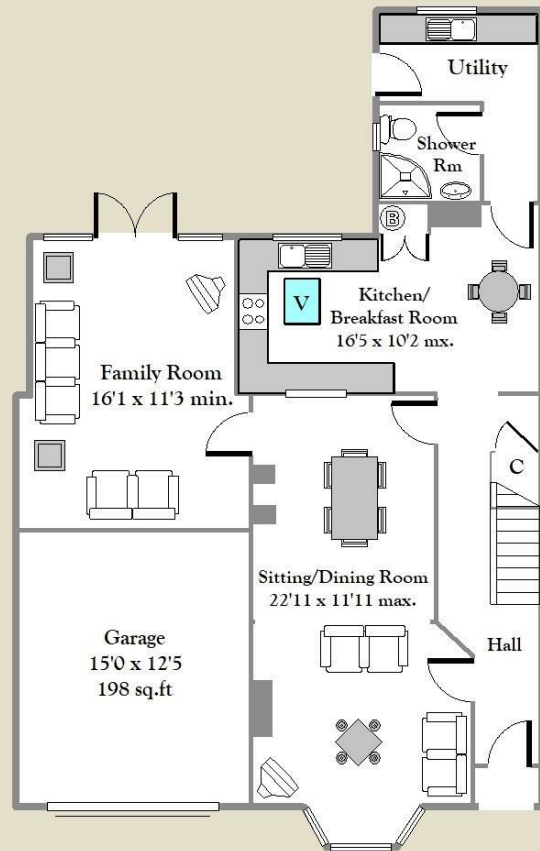 Utility
Shower
Rm
B
V
Kitchen/
Breakfast Room
16'5 x 10'2 mx.
Family Room
16'1 x 11'3 min.
C
Sitting/Dining Room
22'11 x 11'11 max.
Garage
15'0 x 12'5
198 sq.ft
Hall